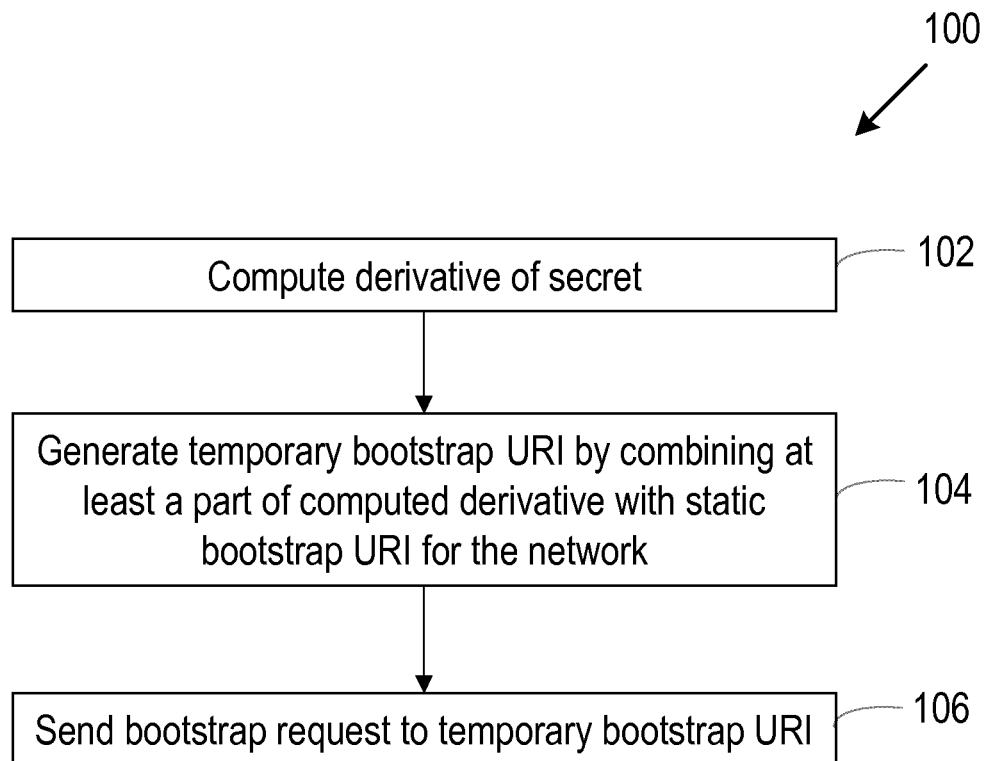 100
Compute derivative of secret
102
Generate temporary bootstrap URI by combining at
least a part of computed derivative with static
bootstrap URI for the network
104
Send bootstrap request to temporary bootstrap URI
106